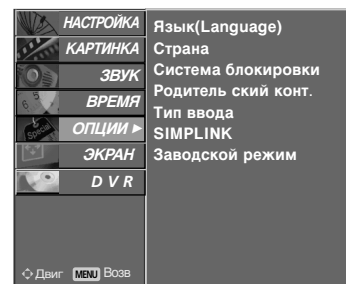 НАСТРОЙКА
КАРТИНКА
ЗВУК
ВРЕМЯ
ОПЦИИ ►
ЭКРАН
D V R
Язык(Language)
Страна
Система блокировки
Родитель ский конт.
Тип ввода
SIMPLINK
Заводской режим
Двиг MENU Возв